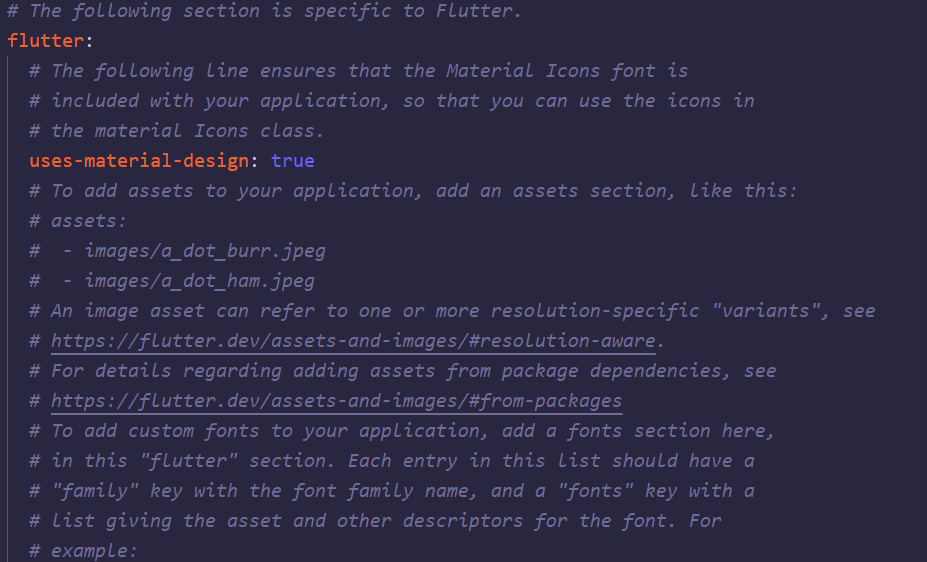 # The following section is specific to Flutter.
flutter:
# The following line ensures that the Material Icons font is
# included with your application, so that you can use the icons in
# the material Icons class.
uses-material-design: true
# To add assets to your application, add an assets section, like this:
# assets:
#  - images/a_dot_burr.jpeg
#  - images/a_dot_ham.jpeg
# An image asset can refer to one or more resolution-specific "variants", see
# https://flutter.dev/assets-and-images/#resolution-aware.
# For details regarding adding assets from package dependencies, see
# https://flutter.dev/assets-and-images/#from-packages
# To add custom fonts to your application, add a fonts section here,
# in this "flutter" section. Each entry in this list should have a
# "family" key with the font family name, and a "fonts" key with a
# list giving the asset and other descriptors for the font. For
# example: